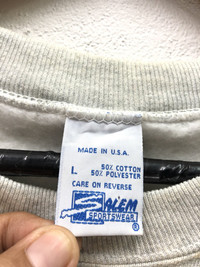 MADE IN U.S.A.
L 50% COTTON
50% POLYESTER
CARE ON REVERSE
SALEM
SPORTSWEAR
®